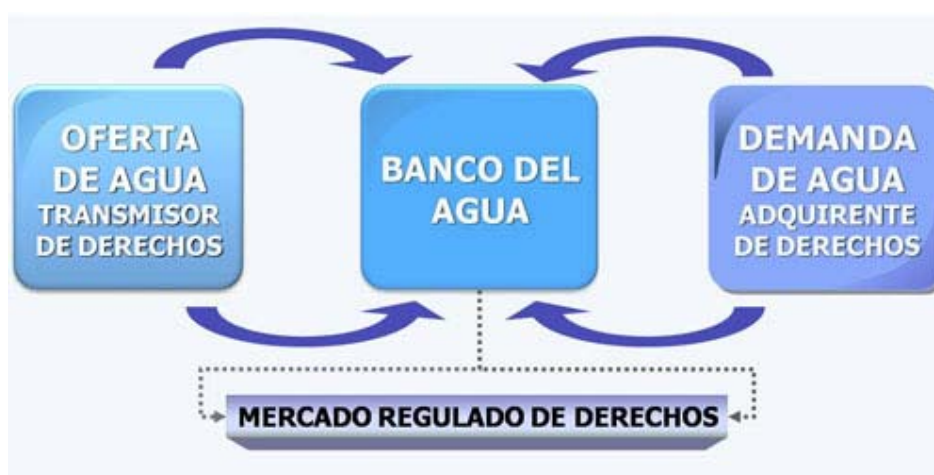 OFERTA
DE AGUA
TRANSMISOR
DE DERECHOS
BANCO DEL
AGUA
DEMANDA
DE AGUA
ADQUIRENTE
DE DERECHOS
MERCADO REGULADO DE DERECHOS